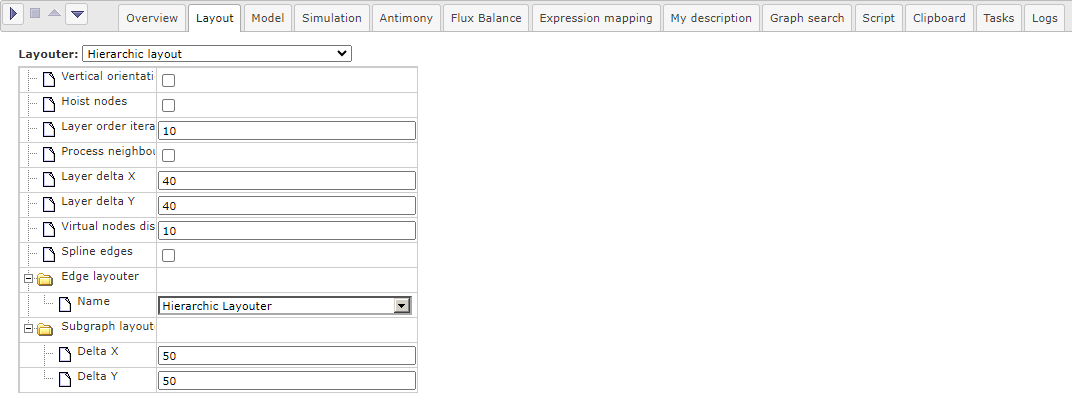 Overview Layout Model Simulation Antimony Flux Balance Expression mapping My description Graph search Script Clipboard Tasks Logs
Layouter: Hierarchic layout
Vertical orientati
Hoist nodes
Layer order itera 10
Process neighbou
Layer delta X 40
Layer delta Y 40
Virtual nodes dis 10
Spline edges
Edge layouter
Name Hierarchic Layouter
Subgraph layout
Delta X 50
Delta Y 50